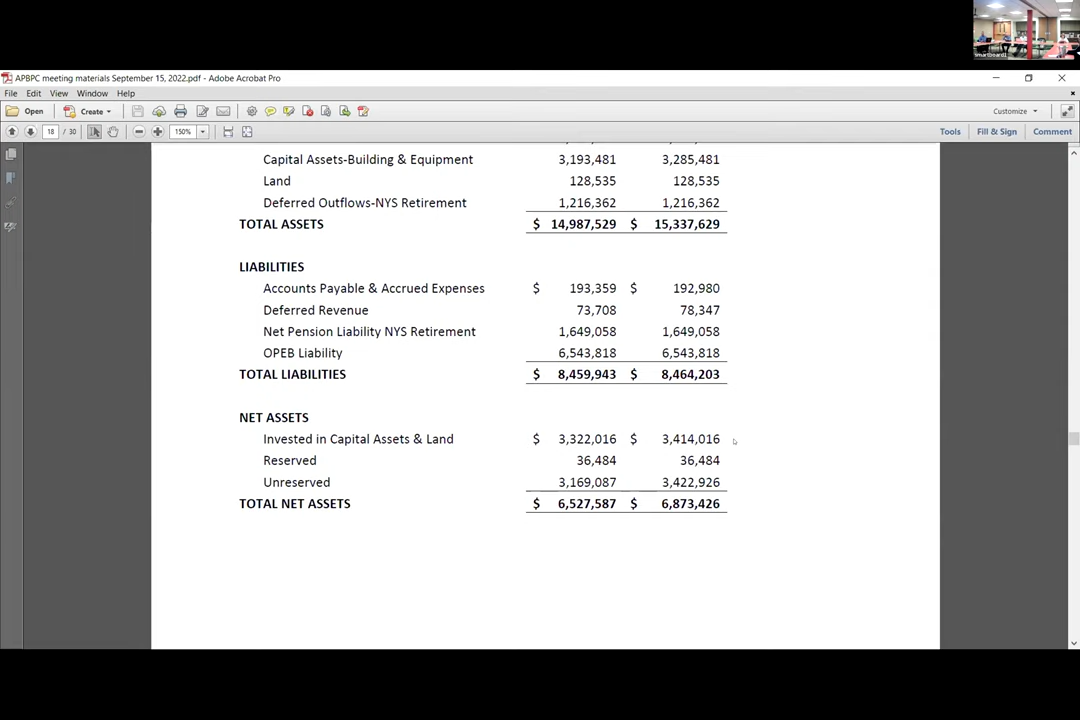 smartboard1
APBPC meeting materials September 15, 2022.pdf - Adobe Acrobat Pro
File Edit View Window Help
Open Create Customize
18 / 30 150% Tools Fill & Sign Comment
Capital Assets-Building & Equipment 3,193,481 3,285,481
Land 128,535 128,535
Deferred Outflows-NYS Retirement 1,216,362 1,216,362
TOTAL ASSETS $ 14,987,529 $ 15,337,629
LIABILITIES
Accounts Payable & Accrued Expenses $ 193,359 $ 192,980
Deferred Revenue 73,708 78,347
Net Pension Liability NYS Retirement 1,649,058 1,649,058
OPEB Liability 6,543,818 6,543,818
TOTAL LIABILITIES $ 8,459,943 $ 8,464,203
NET ASSETS
Invested in Capital Assets & Land $ 3,322,016 $ 3,414,016
Reserved 36,484 36,484
Unreserved 3,169,087 3,422,926
TOTAL NET ASSETS $ 6,527,587 $ 6,873,426